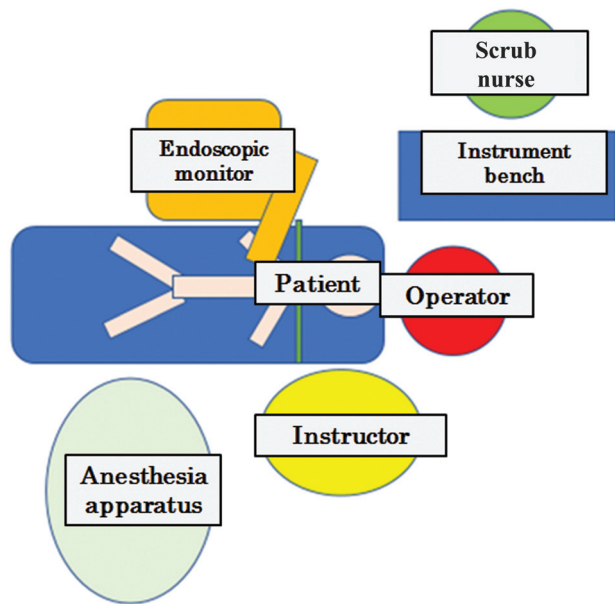 Scrub
nurse
Endoscopic
monitor
Instrument
bench
Patient
Operator
Instructor
Anesthesia
apparatus